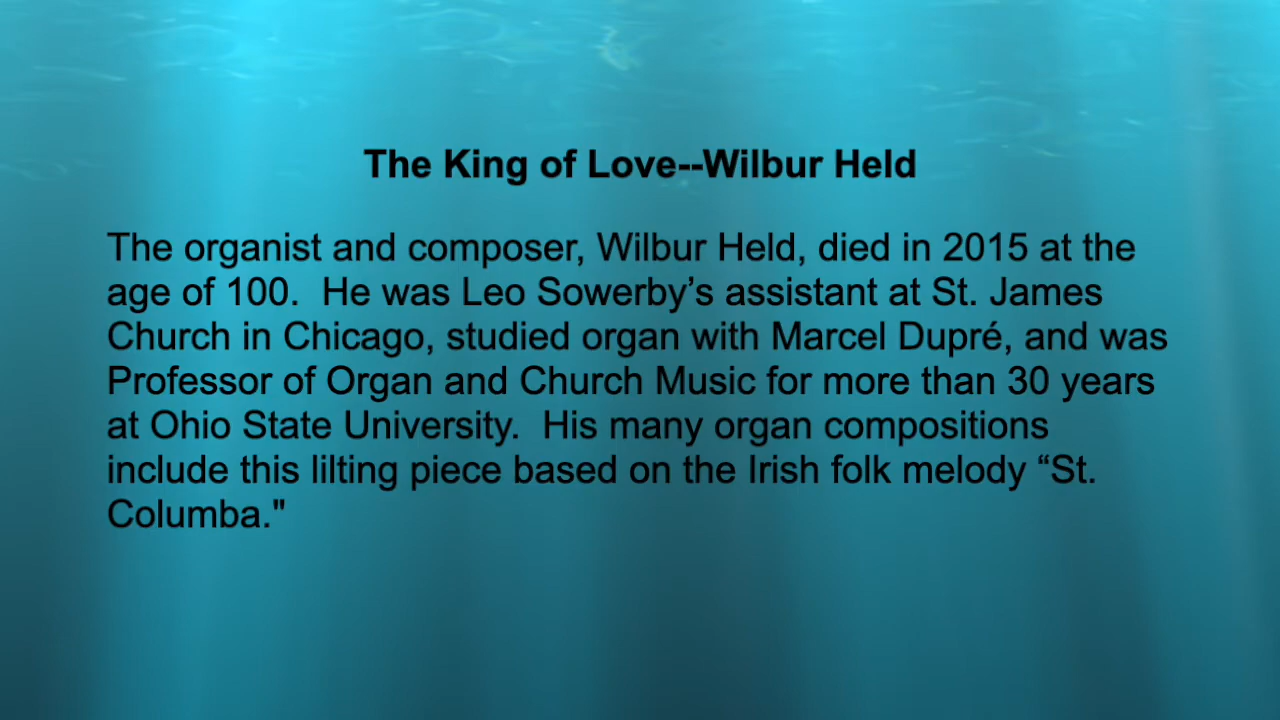 The King of Love--Wilbur Held
The organist and composer, Wilbur Held, died in 2015 at the
age of 100.  He was Leo Sowerby’s assistant at St. James
Church in Chicago, studied organ with Marcel Dupré, and was
Professor of Organ and Church Music for more than 30 years
at Ohio State University.  His many organ compositions
include this lilting piece based on the Irish folk melody “St.
Columba."